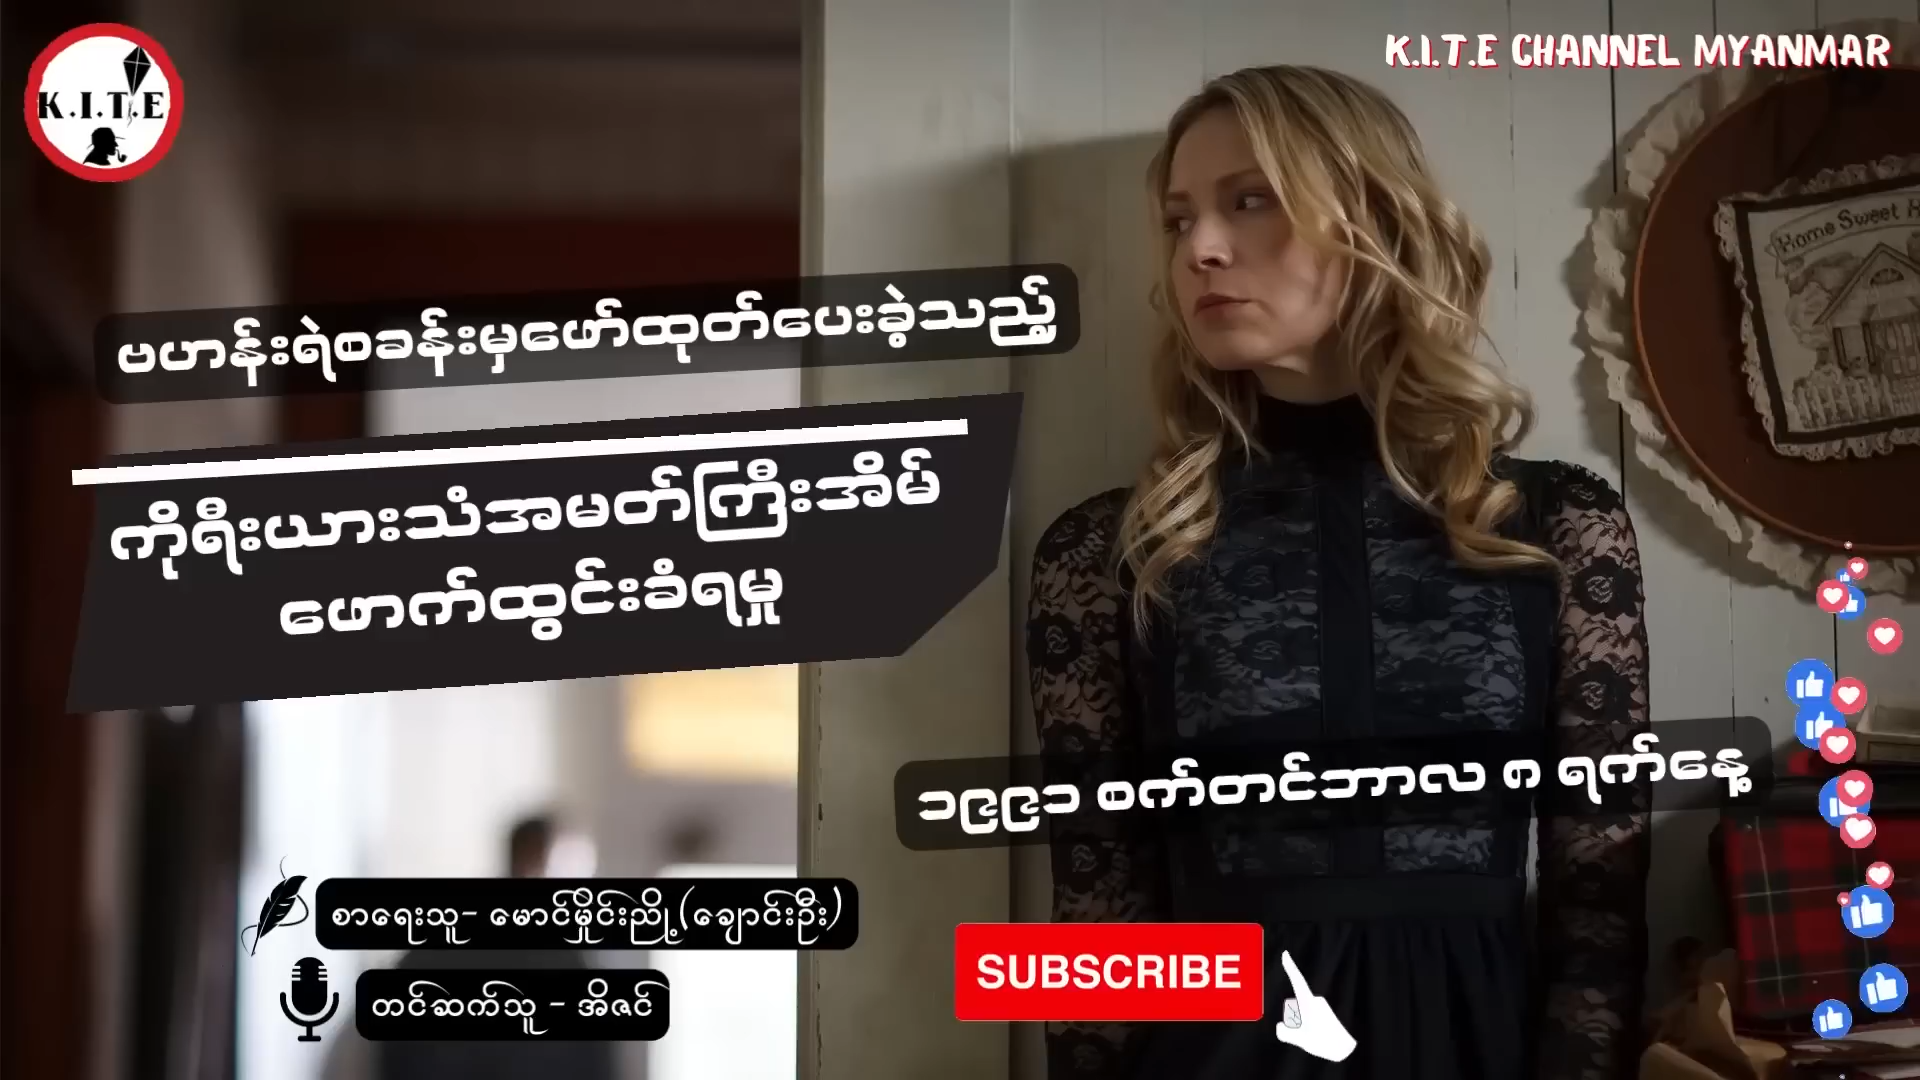 K.I.T.E
K.I.T.E CHANNEL MYANMAR
Home Sweet H
ဗဟန်းရဲစခန်းမှဖော်ထုတ်ပေးခဲ့သည့်
ကိုရီးယားသံအမတ်ကြီးအိမ်
ဖောက်ထွင်းခံရမှု
၁၉၉၁ စက်တင်ဘာလ ၈ ရက်နေ့
စာရေးသူ- မောင်မှိုင်းညို့(ချောင်းဦး)
တင်ဆက်သူ - အိဇင်
SUBSCRIBE